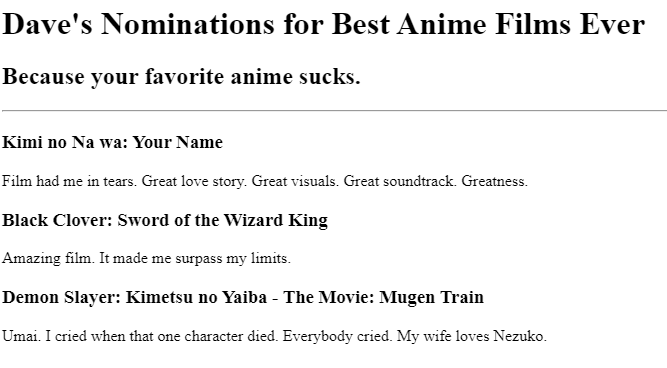 Dave's Nominations for Best Anime Films Ever
Because your favorite anime sucks.
Kimi no Na wa: Your Name
Film had me in tears. Great love story. Great visuals. Great soundtrack. Greatness.
Black Clover: Sword of the Wizard King
Amazing film. It made me surpass my limits.
Demon Slayer: Kimetsu no Yaiba - The Movie: Mugen Train
Umai. I cried when that one character died. Everybody cried. My wife loves Nezuko.